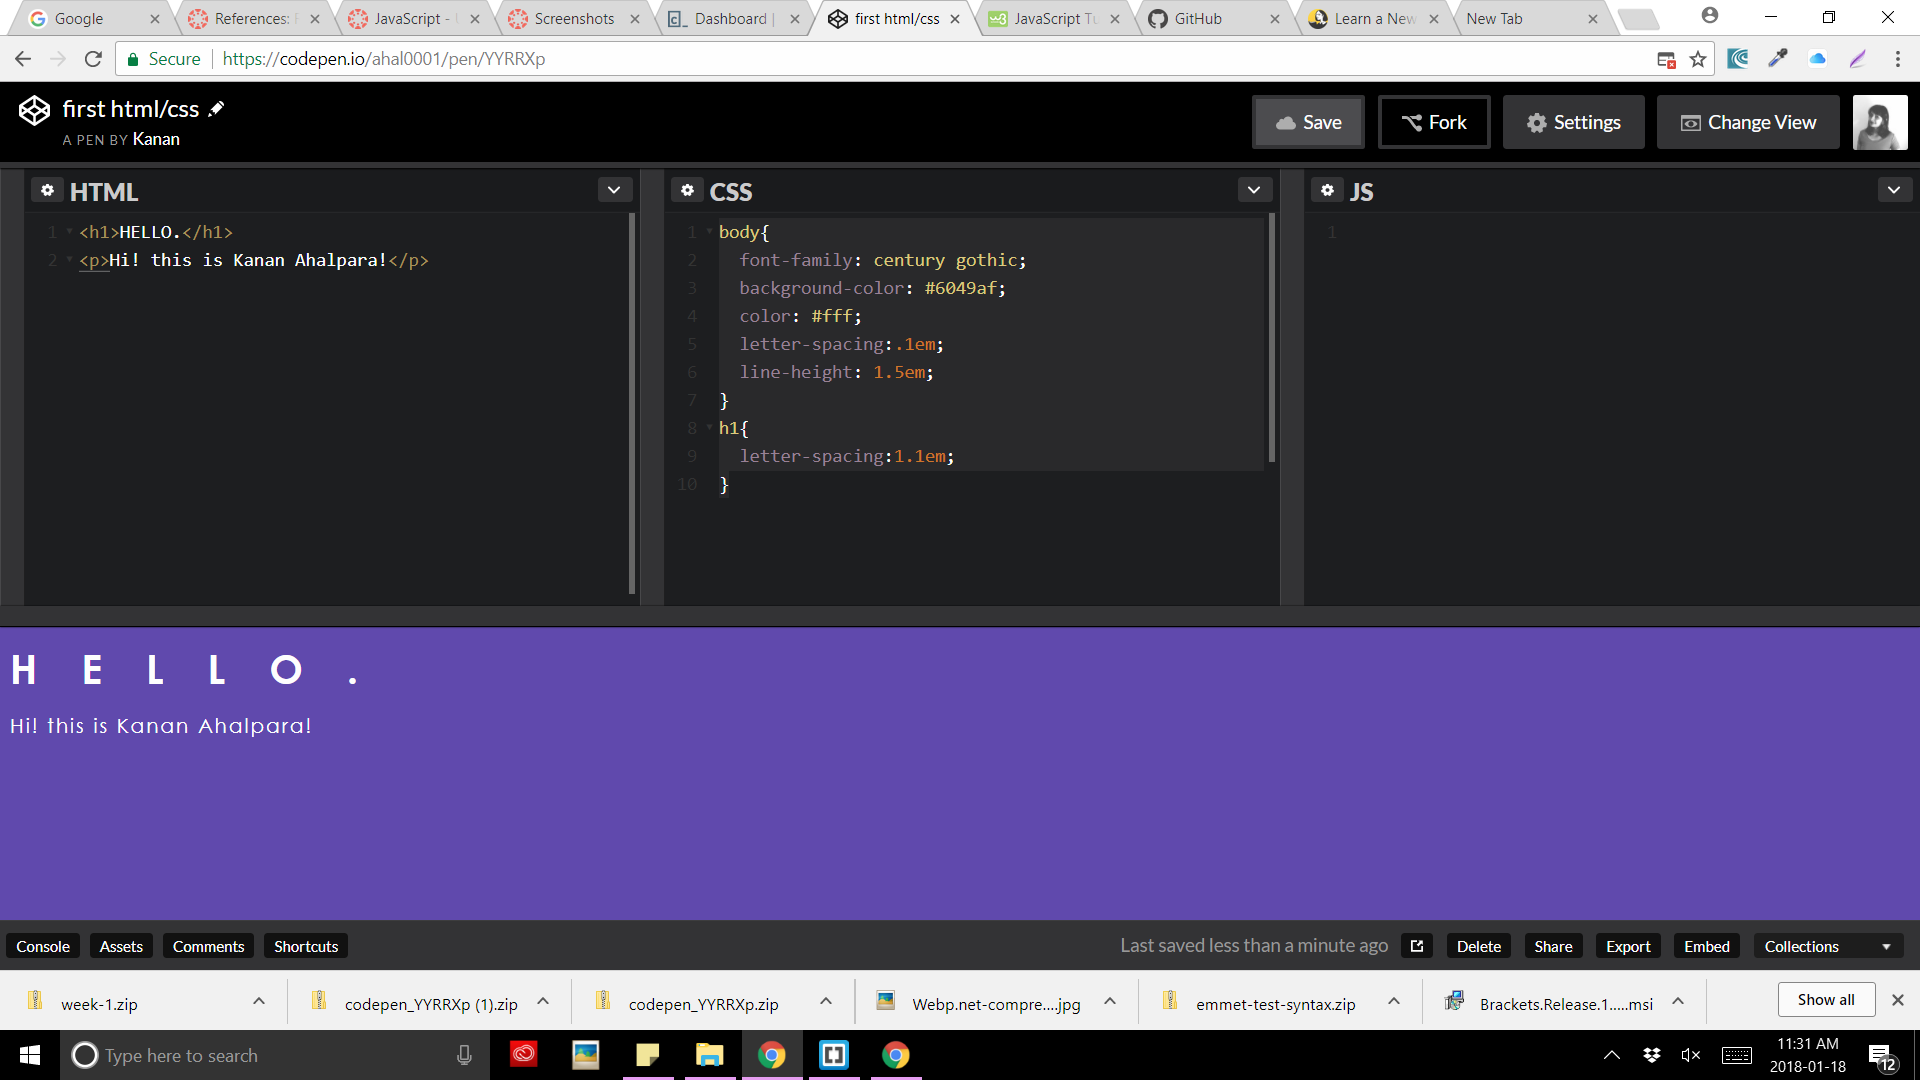 Google
References:
JavaScript -
Screenshots
Dashboard |
first html/css
JavaScript Tu
GitHub
Learn a New
New Tab
Secure
https://codepen.io/ahal0001/pen/YYRRXp
first html/css
A PEN BY Kanan
Save
Fork
Settings
Change View
HTML
1 <h1>HELLO.</h1>
2 <p>Hi! this is Kanan Ahalpara!</p>
CSS
1 body{
2 font-family: century gothic;
3 background-color: #6049af;
4 color: #fff;
5 letter-spacing:.1em;
6 line-height: 1.5em;
7 }
8 h1{
9 letter-spacing:1.1em;
10 }
JS
1
HELLO.
Hi! this is Kanan Ahalpara!
Console
Assets
Comments
Shortcuts
Last saved less than a minute ago
Delete
Share
Export
Embed
Collections
week-1.zip
codepen_YYRRXp (1).zip
codepen_YYRRXp.zip
Webp.net-compre....jpg
emmet-test-syntax.zip
Brackets.Release.1.....msi
Show all
Type here to search
11:31 AM
2018-01-18
12